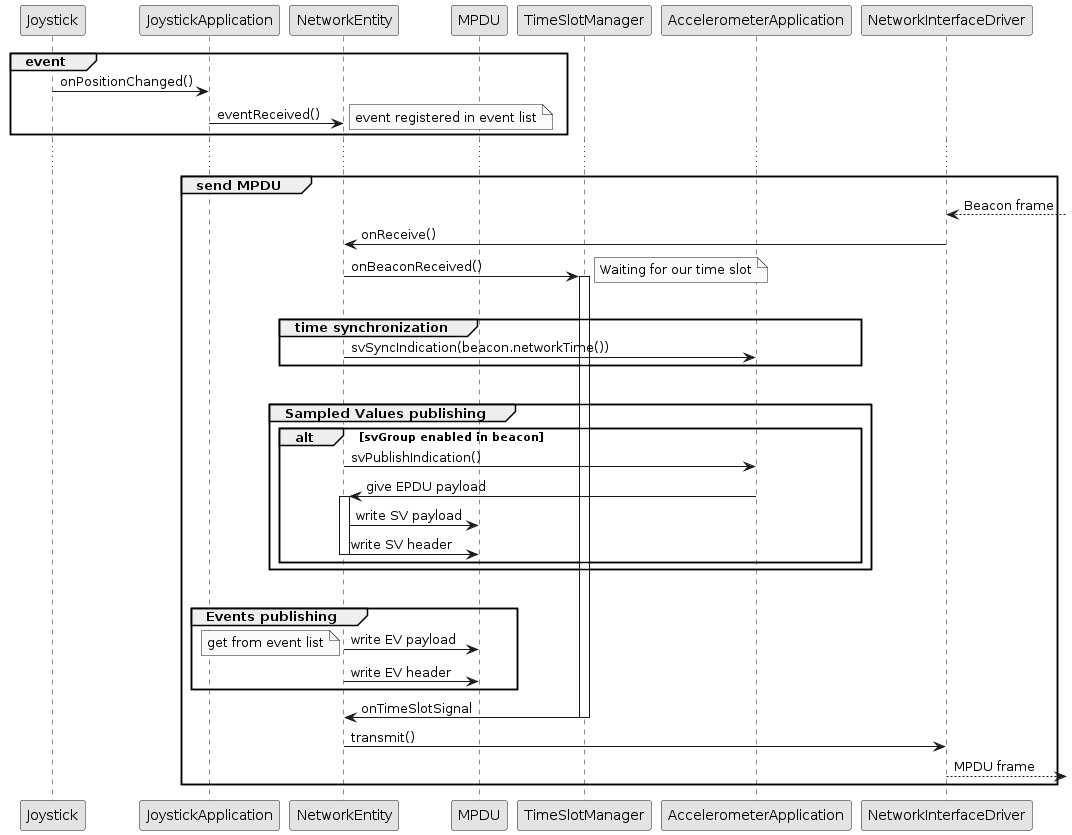 Joystick JoystickApplication NetworkEntity MPDU TimeSlotManager AccelerometerApplication NetworkInterfaceDriver
event
onPositionChanged()
eventReceived()
event registered in event list
send MPDU
Beacon frame
onReceive()
onBeaconReceived()
Waiting for our time slot
time synchronization
svSyncIndication(beacon.networkTime())
Sampled Values publishing
alt [svGroup enabled in beacon]
svPublishIndication()
give EPDU payload
write SV payload
write SV header
Events publishing
get from event list
write EV payload
write EV header
onTimeSlotSignal
transmit()
MPDU frame
Joystick JoystickApplication NetworkEntity MPDU TimeSlotManager AccelerometerApplication NetworkInterfaceDriver